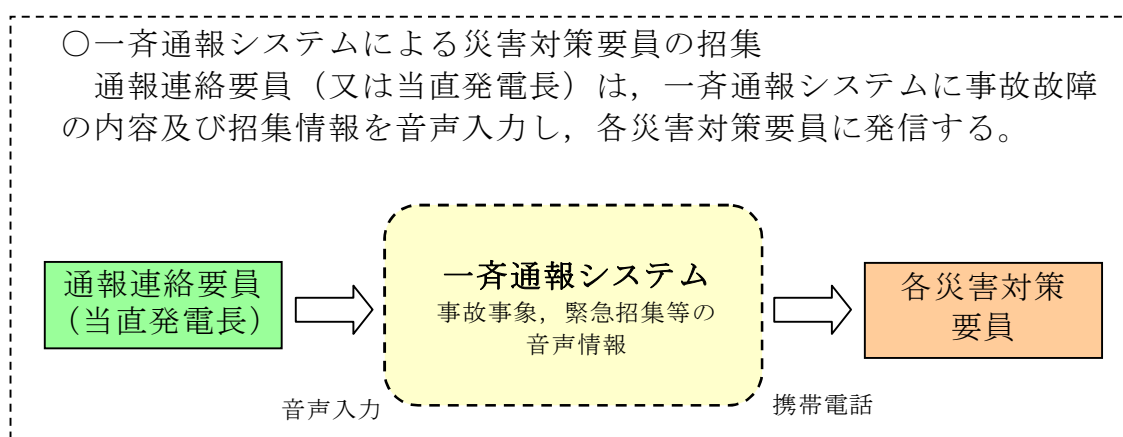 〇一斉通報システムによる災害対策要員の招集
通報連絡要員（又は当直発電長）は，一斉通報システムに事故故障
の内容及び招集情報を音声入力し，各災害対策要員に発信する。
通報連絡要員
（当直発電長）
一斉通報システム
事故事象，緊急招集等の
音声情報
各災害対策
要員
音声入力
携帯電話